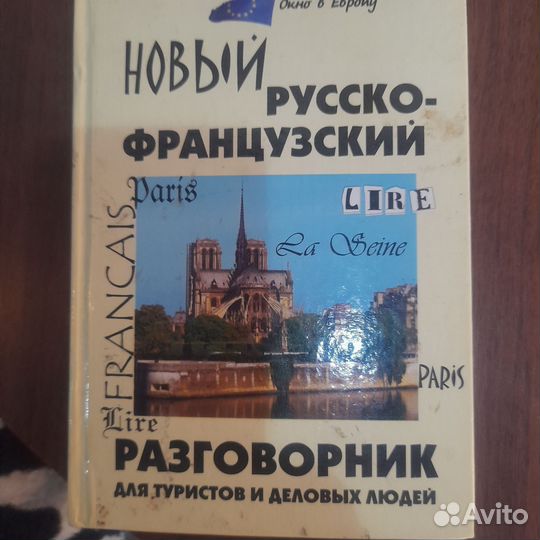 Окно в Европу
НОВЫЙ
РУССКО-
ФРАНЦУЗСКИЙ
Paris
LIRE
La Seine
FRANCAIS
PARIS
Lire
РАЗГОВОРНИК
ДЛЯ ТУРИСТОВ И ДЕЛОВЫХ ЛЮДЕЙ
Avito